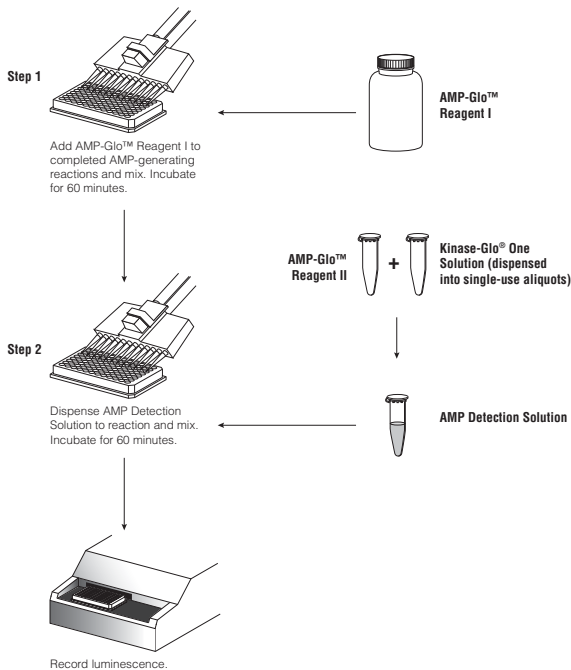 Step 1
AMP-Glo™
Reagent I
Add AMP-Glo™ Reagent I to
completed AMP-generating
reactions and mix. Incubate
for 60 minutes.
AMP-Glo™
Reagent II
+
Kinase-Glo® One
Solution (dispensed
into single-use aliquots)
Step 2
Dispense AMP Detection
Solution to reaction and mix.
Incubate for 60 minutes.
AMP Detection Solution
Record luminescence.